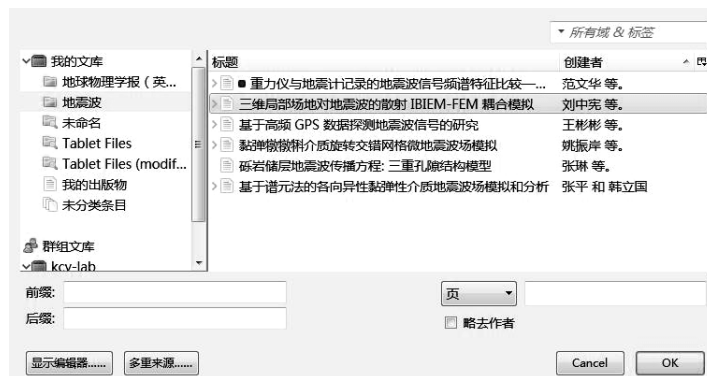 所有域 & 标签
我的文库
地球物理学报（英...
地震波
未命名
Tablet Files
Tablet Files (modif...
我的出版物
未分类条目
群组文库
kcv-lab
标题 创建者
重力仪与地震计记录的地震波信号频谱特征比较—... 范文华 等。
三维局部场地对地震波的散射 IBIEM-FEM 耦合模拟 刘中宪 等。
基于高频 GPS 数据探测地震波信号的研究 王彬彬 等。
黏弹 介质旋转交错网格微地震波场模拟 姚振岸 等。
砾岩储层地震波传播方程: 三重孔隙结构模型 张琳 等。
基于谱元法的各向异性黏弹性介质地震波场模拟和分析 张平 和 韩立国
前缀:
页
后缀:
略去作者
显示编辑器...... 多重来源...... Cancel OK